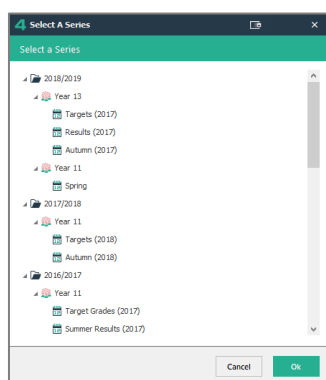 4 Select A Series
Select a Series
2018/2019
Year 13
Targets (2017)
Results (2017)
Autumn (2017)
Year 11
Spring
2017/2018
Year 11
Targets (2018)
Autumn (2018)
2016/2017
Year 11
Target Grades (2017)
Summer Results (2017)
Cancel Ok